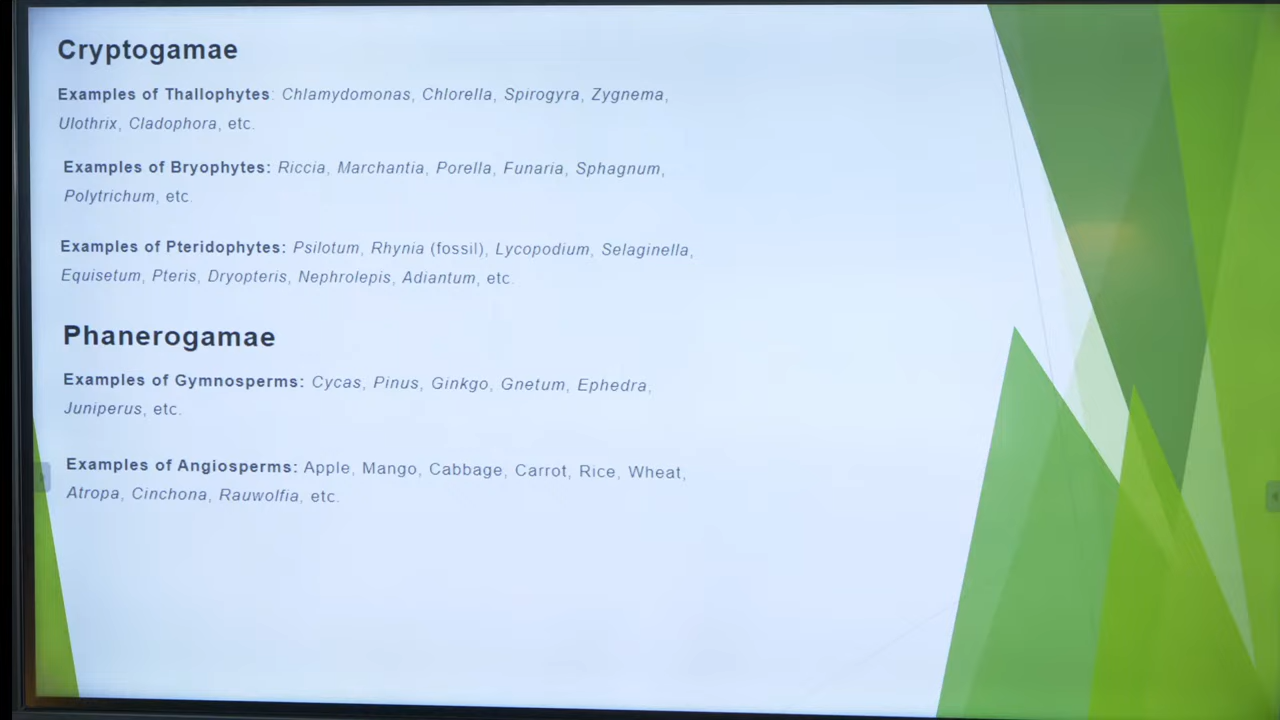 Cryptogamae
Examples of Thallophytes: Chlamydomonas, Chlorella, Spirogyra, Zygnema,
Ulothrix, Cladophora, etc.
Examples of Bryophytes: Riccia, Marchantia, Porella, Funaria, Sphagnum,
Polytrichum, etc.
Examples of Pteridophytes: Psilotum, Rhynia (fossil), Lycopodium, Selaginella,
Equisetum, Pteris, Dryopteris, Nephrolepis, Adiantum, etc.
Phanerogamae
Examples of Gymnosperms: Cycas, Pinus, Ginkgo, Gnetum, Ephedra,
Juniperus, etc.
Examples of Angiosperms: Apple, Mango, Cabbage, Carrot, Rice, Wheat,
Atropa, Cinchona, Rauwolfia, etc.